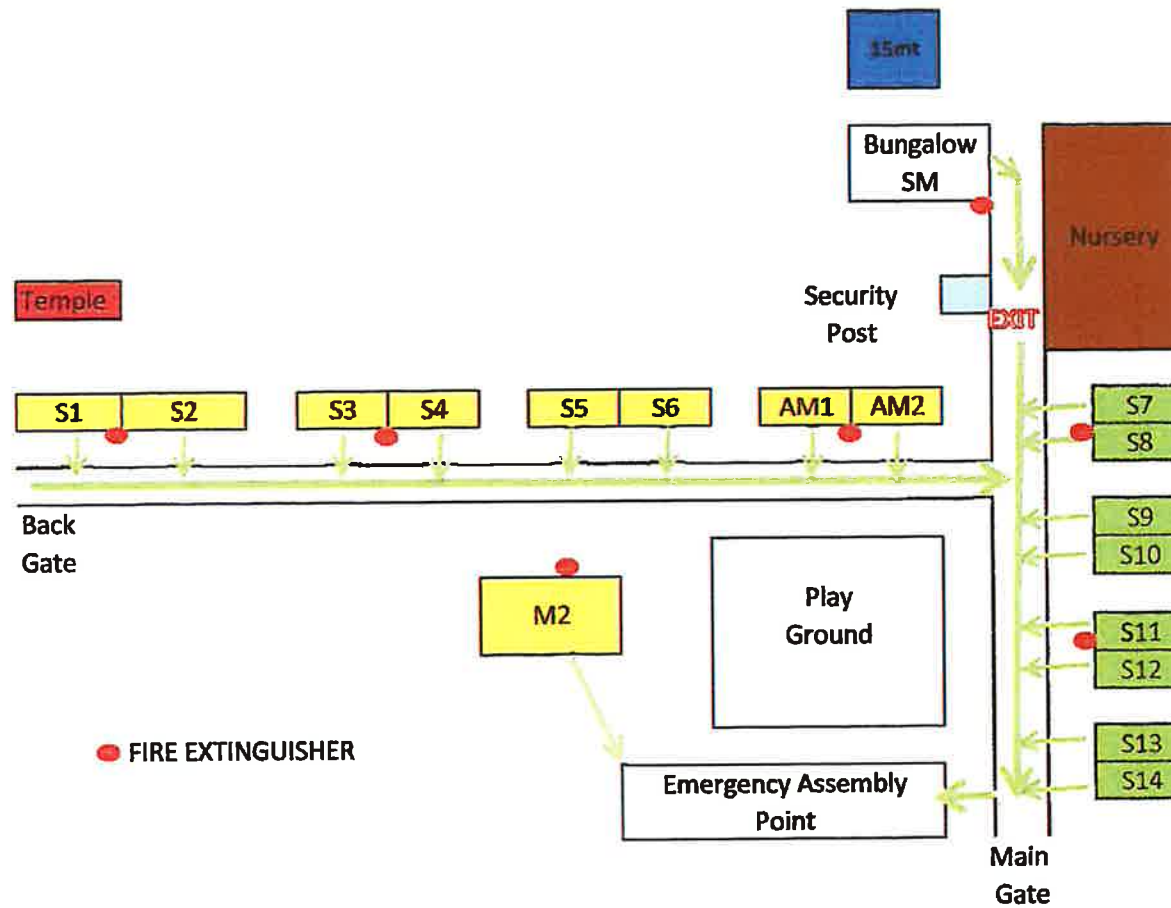 15mt
Bungalow
SM
Nursery
Temple
Security
Post
EXIT
S1 S2 S3 S4 S5 S6 AM1 AM2
S7
S8
S9
S10
Back
Gate
M2
Play
Ground
S11
S12
FIRE EXTINGUISHER
S13
S14
Emergency Assembly
Point
Main
Gate